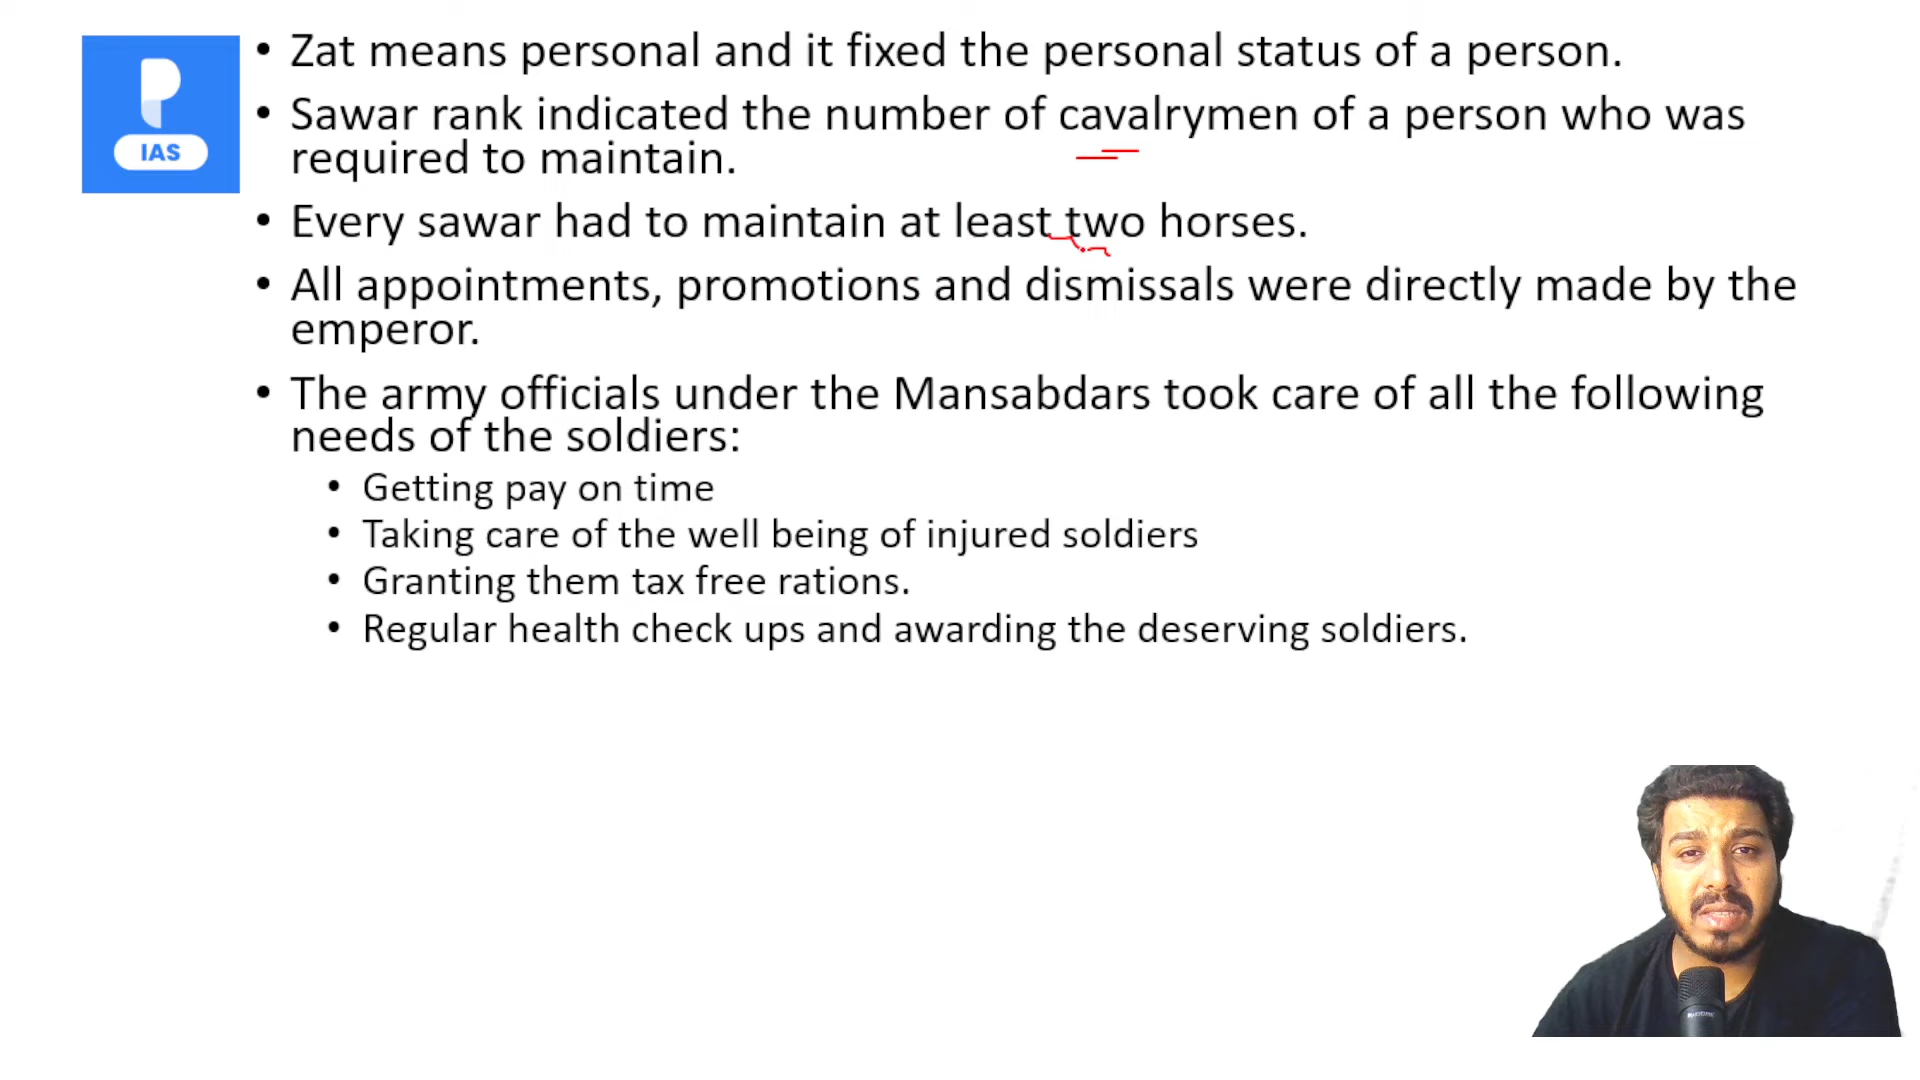 IAS
• Zat means personal and it fixed the personal status of a person.
• Sawar rank indicated the number of cavalrymen of a person who was
required to maintain.
• Every sawar had to maintain at least two horses.
• All appointments, promotions and dismissals were directly made by the
emperor.
• The army officials under the Mansabdars took care of all the following
needs of the soldiers:
• Getting pay on time
• Taking care of the well being of injured soldiers
• Granting them tax free rations.
• Regular health check ups and awarding the deserving soldiers.